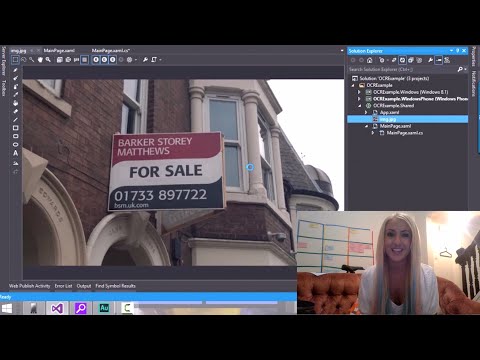 img.jpg
MainPage.xaml
MainPage.xaml.cs*
Server Explorer
Toolbox
BARKER STOREY
MATTHEWS
FOR SALE
01733 897722
bsm.uk.com
EDWARDS
Solution Explorer
Search Solution Explorer
Solution 'OCRExample' (3 projects)
OCRExample
OCRExample.Windows (Windows 8.1)
OCRExample.WindowsPhone (Windows Phon
OCRExample.Shared
App.xaml
img.jpg
MainPage.xaml
MainPage.xaml.cs
Properties
Notifications
Web Publish Activity
Error List
Output
Find Symbol Results
Ready
Au